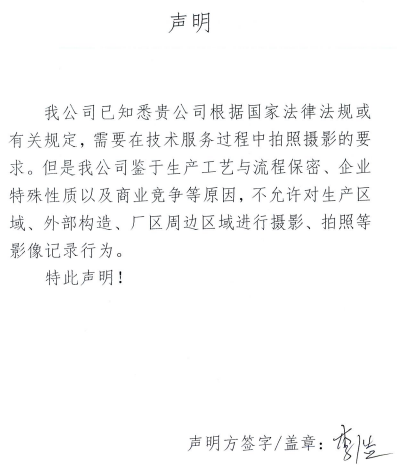 声明
我公司已知悉贵公司根据国家法律法规或
有关规定，需要在技术服务过程中拍照摄影的要
求。但是我公司鉴于生产工艺与流程保密、企业
特殊性质以及商业竞争等原因，不允许对生产区
域、外部构造、厂区周边区域进行摄影、拍照等
影像记录行为。
特此声明！
声明方签字/盖章：李浩